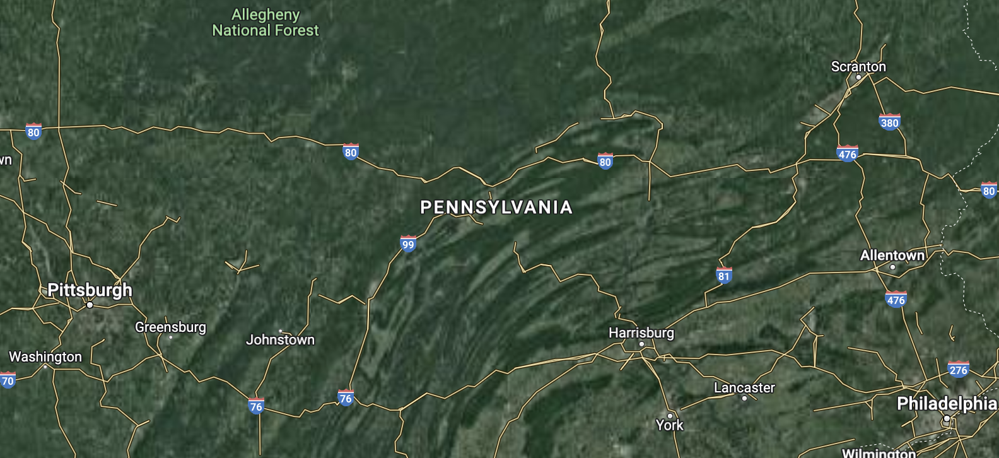 Allegheny
National Forest
Scranton
380
80
80
476
80
wn
80
PENNSYLVANIA
99
Allentown
81
Pittsburgh
476
Greensburg
Harrisburg
Johnstown
Washington
276
70
Lancaster
76
76
Philadelphia
York
Wilmington